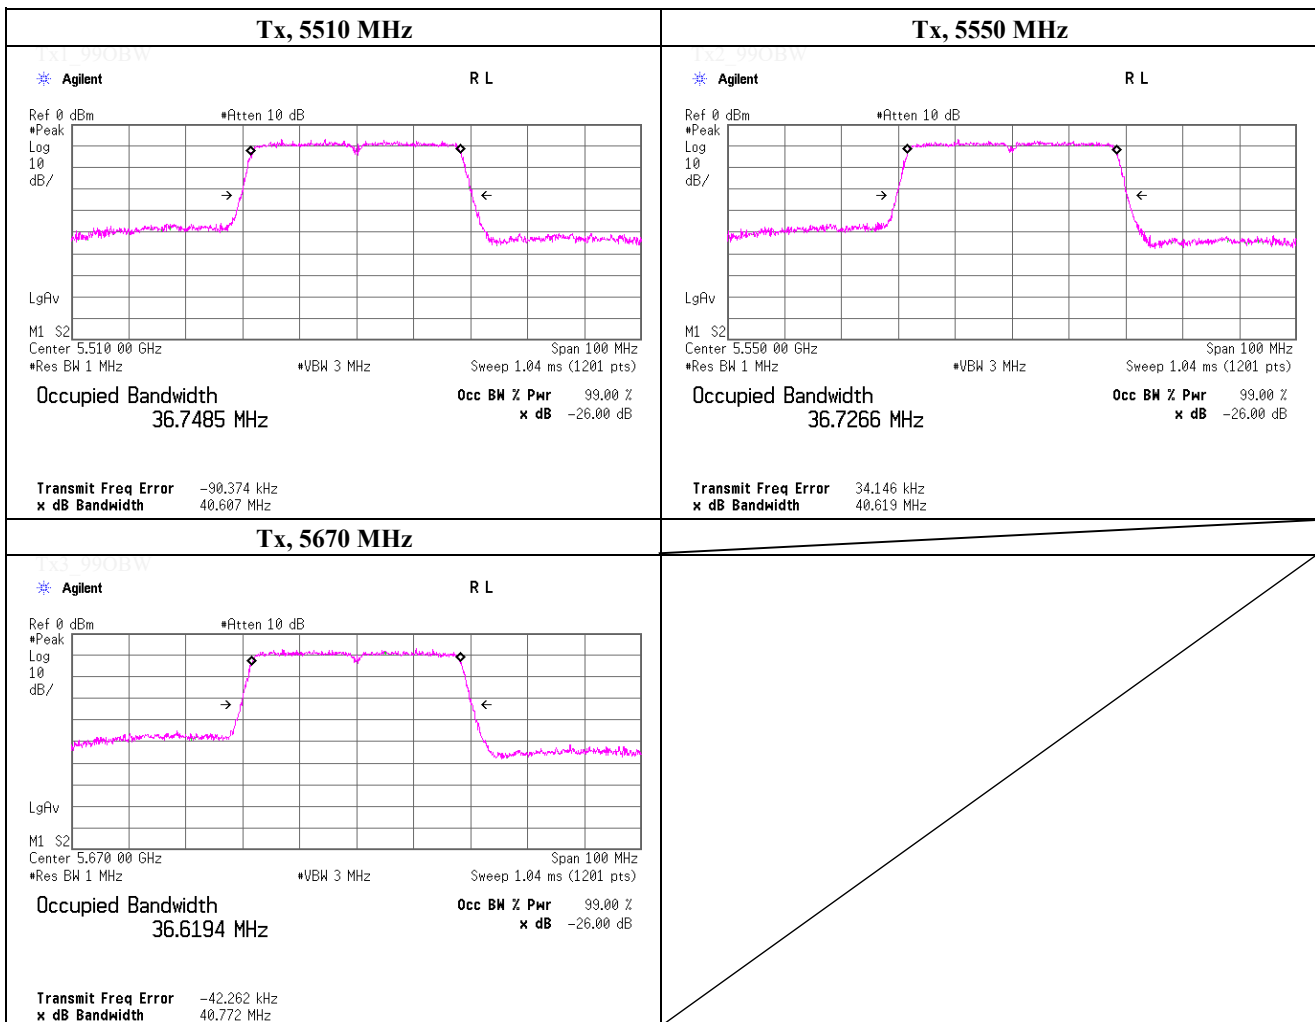 Tx, 5510 MHz
Tx1_99OBW
Agilent R L
Ref 0 dBm #Atten 10 dB
#Peak
Log
10
dB/
LgAv
M1 S2
Center 5.510 00 GHz Span 100 MHz
#Res BW 1 MHz #VBW 3 MHz Sweep 1.04 ms (1201 pts)
Occupied Bandwidth Occ BW % Pwr 99.00 %
36.7485 MHz x dB -26.00 dB
Transmit Freq Error -90.374 kHz
x dB Bandwidth 40.607 MHz
Tx, 5550 MHz
Tx2_99OBW
Agilent R L
Ref 0 dBm #Atten 10 dB
#Peak
Log
10
dB/
LgAv
M1 S2
Center 5.550 00 GHz Span 100 MHz
#Res BW 1 MHz #VBW 3 MHz Sweep 1.04 ms (1201 pts)
Occupied Bandwidth Occ BW % Pwr 99.00 %
36.7266 MHz x dB -26.00 dB
Transmit Freq Error 34.146 kHz
x dB Bandwidth 40.619 MHz
Tx, 5670 MHz
Tx3_99OBW
Agilent R L
Ref 0 dBm #Atten 10 dB
#Peak
Log
10
dB/
LgAv
M1 S2
Center 5.670 00 GHz Span 100 MHz
#Res BW 1 MHz #VBW 3 MHz Sweep 1.04 ms (1201 pts)
Occupied Bandwidth Occ BW % Pwr 99.00 %
36.6194 MHz x dB -26.00 dB
Transmit Freq Error -42.262 kHz
x dB Bandwidth 40.772 MHz